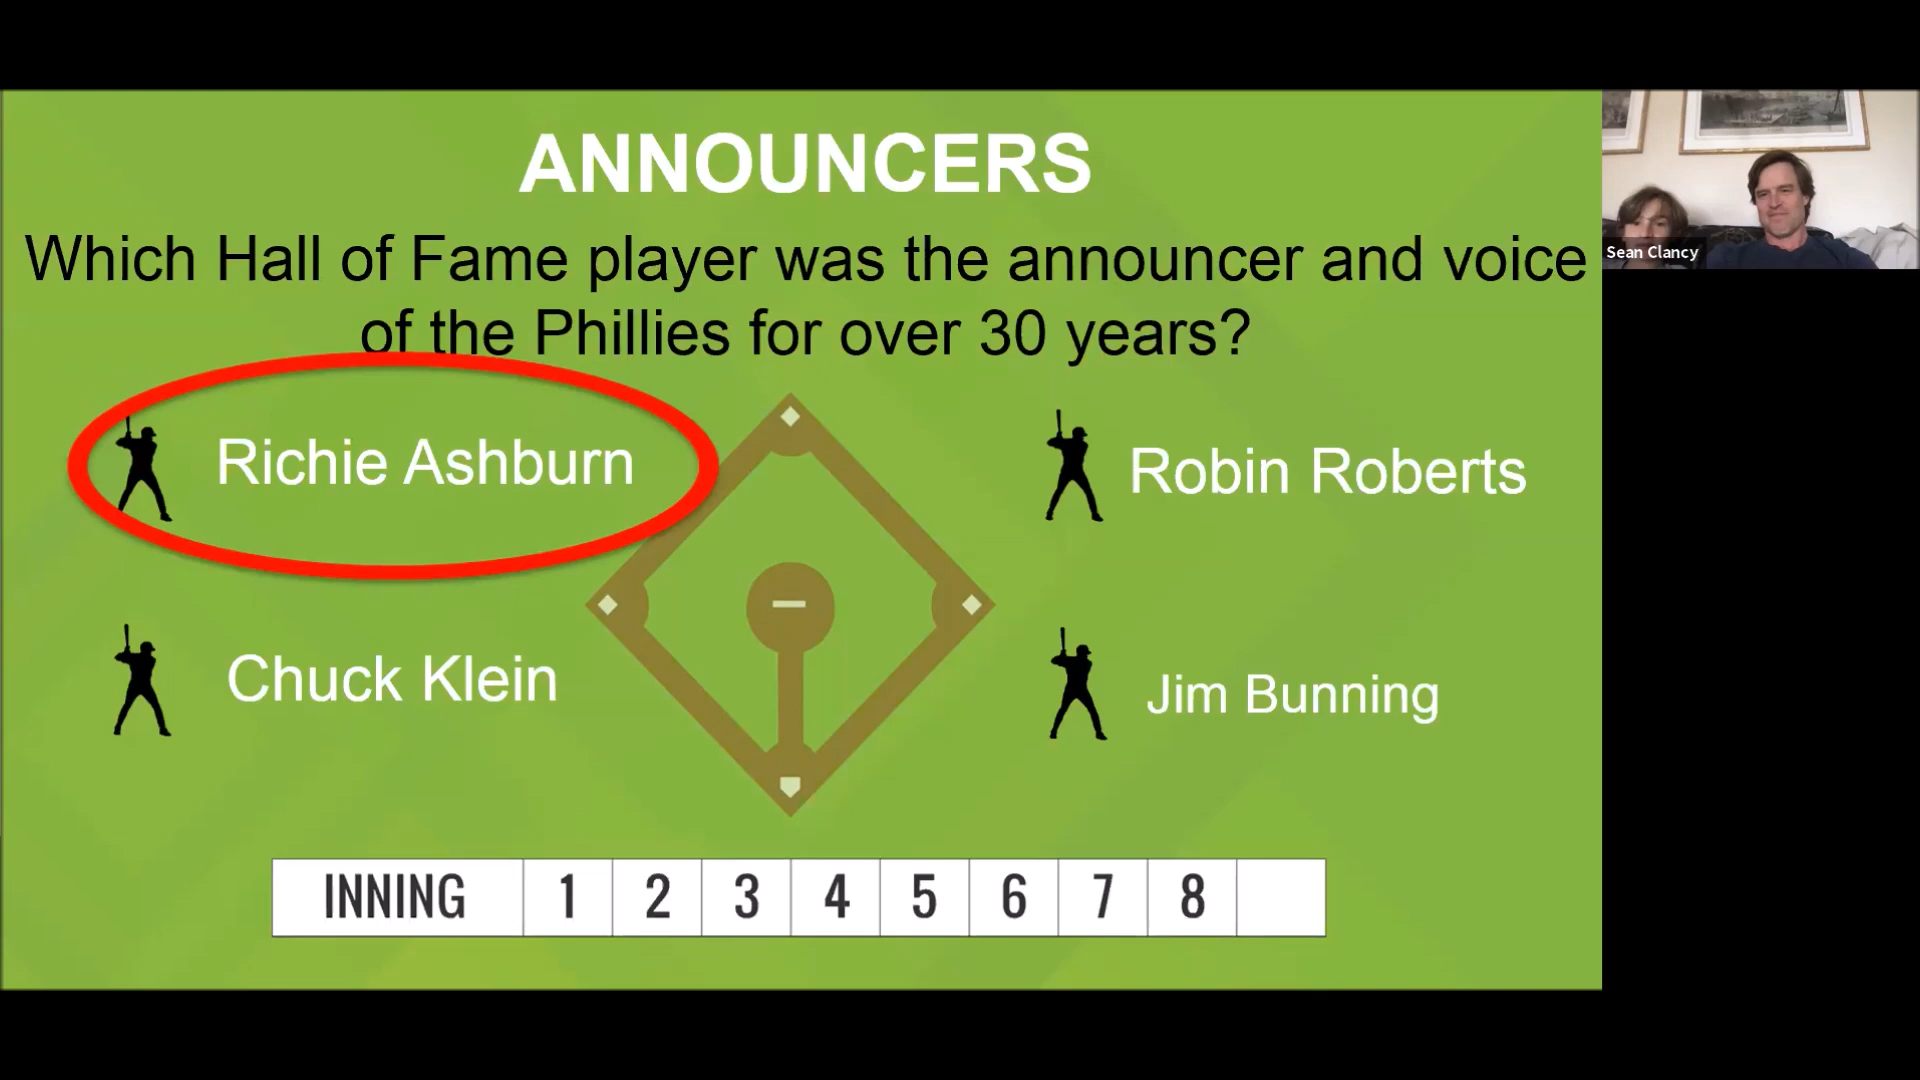 ANNOUNCERS
Which Hall of Fame player was the announcer and voice
of the Phillies for over 30 years?
Richie Ashburn
Robin Roberts
Chuck Klein
Jim Bunning
INNING 1 2 3 4 5 6 7 8
Sean Clancy